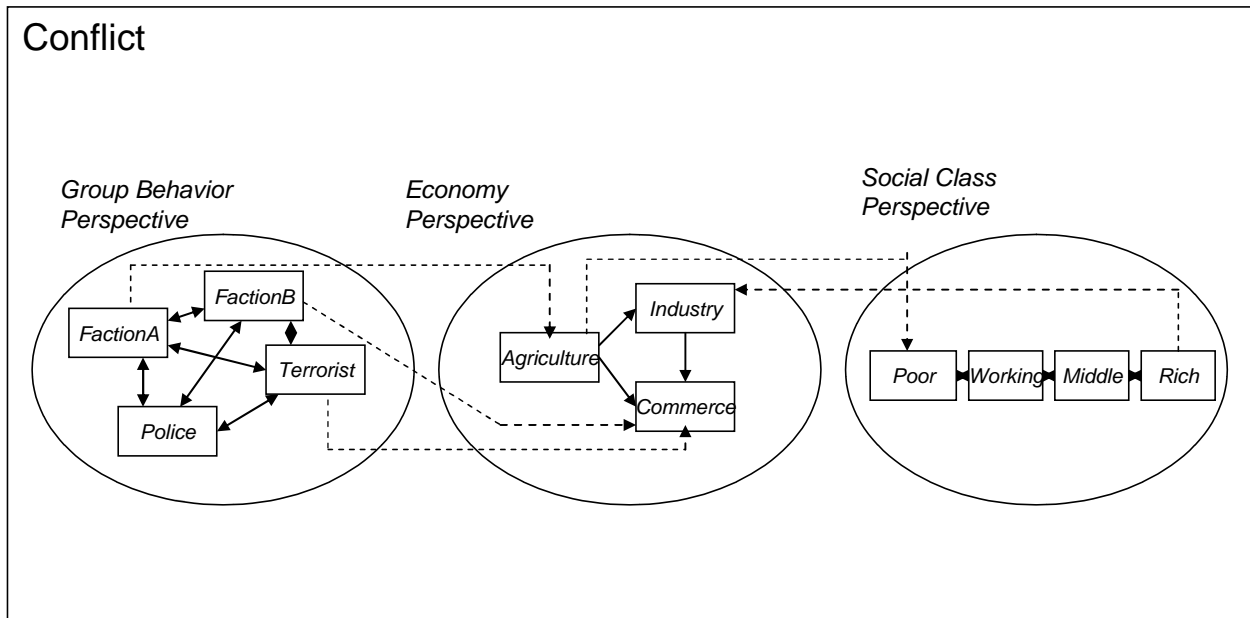 Conflict
Group Behavior
Perspective
Economy
Perspective
Social Class
Perspective
FactionB
FactionA
Terrorist
Police
Industry
Agriculture
Commerce
Poor
Working
Middle
Rich